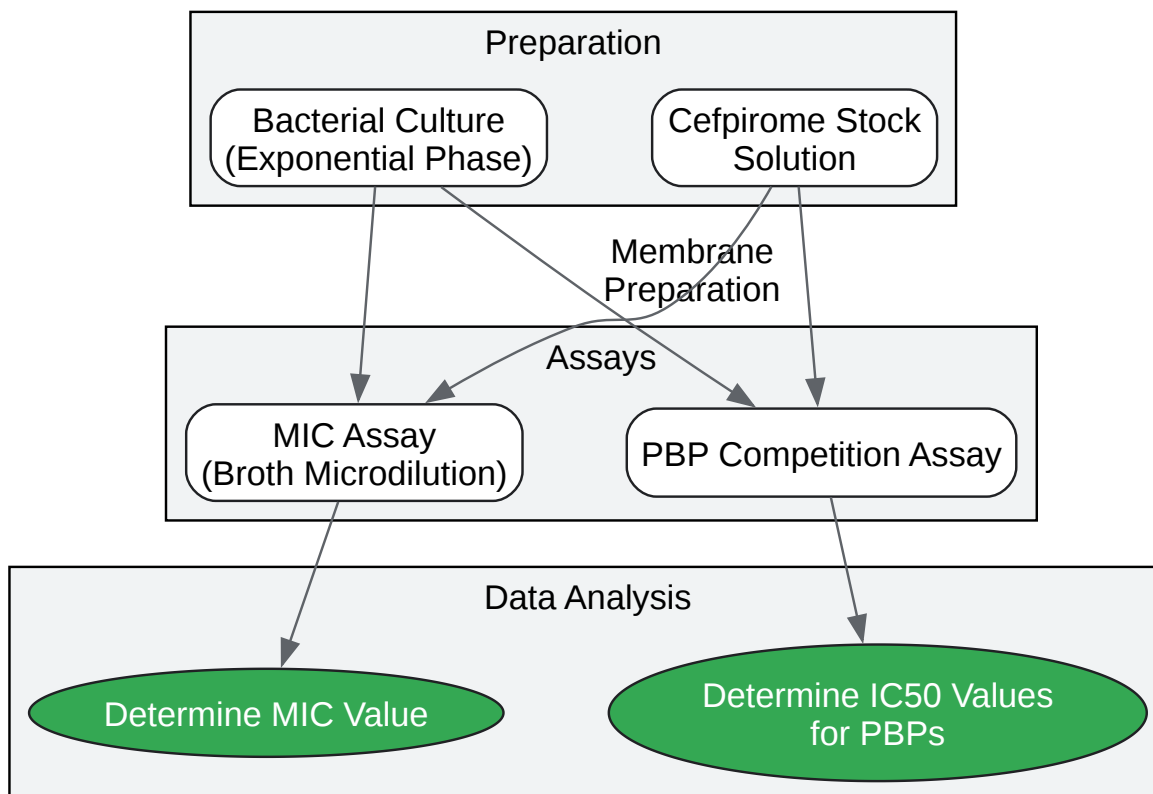 Preparation
Bacterial Culture
(Exponential Phase)
Cefpirome Stock
Solution
Membrane
Preparation
Assays
MIC Assay
(Broth Microdilution)
PBP Competition Assay
Data Analysis
Determine MIC Value
Determine IC50 Values
for PBPs